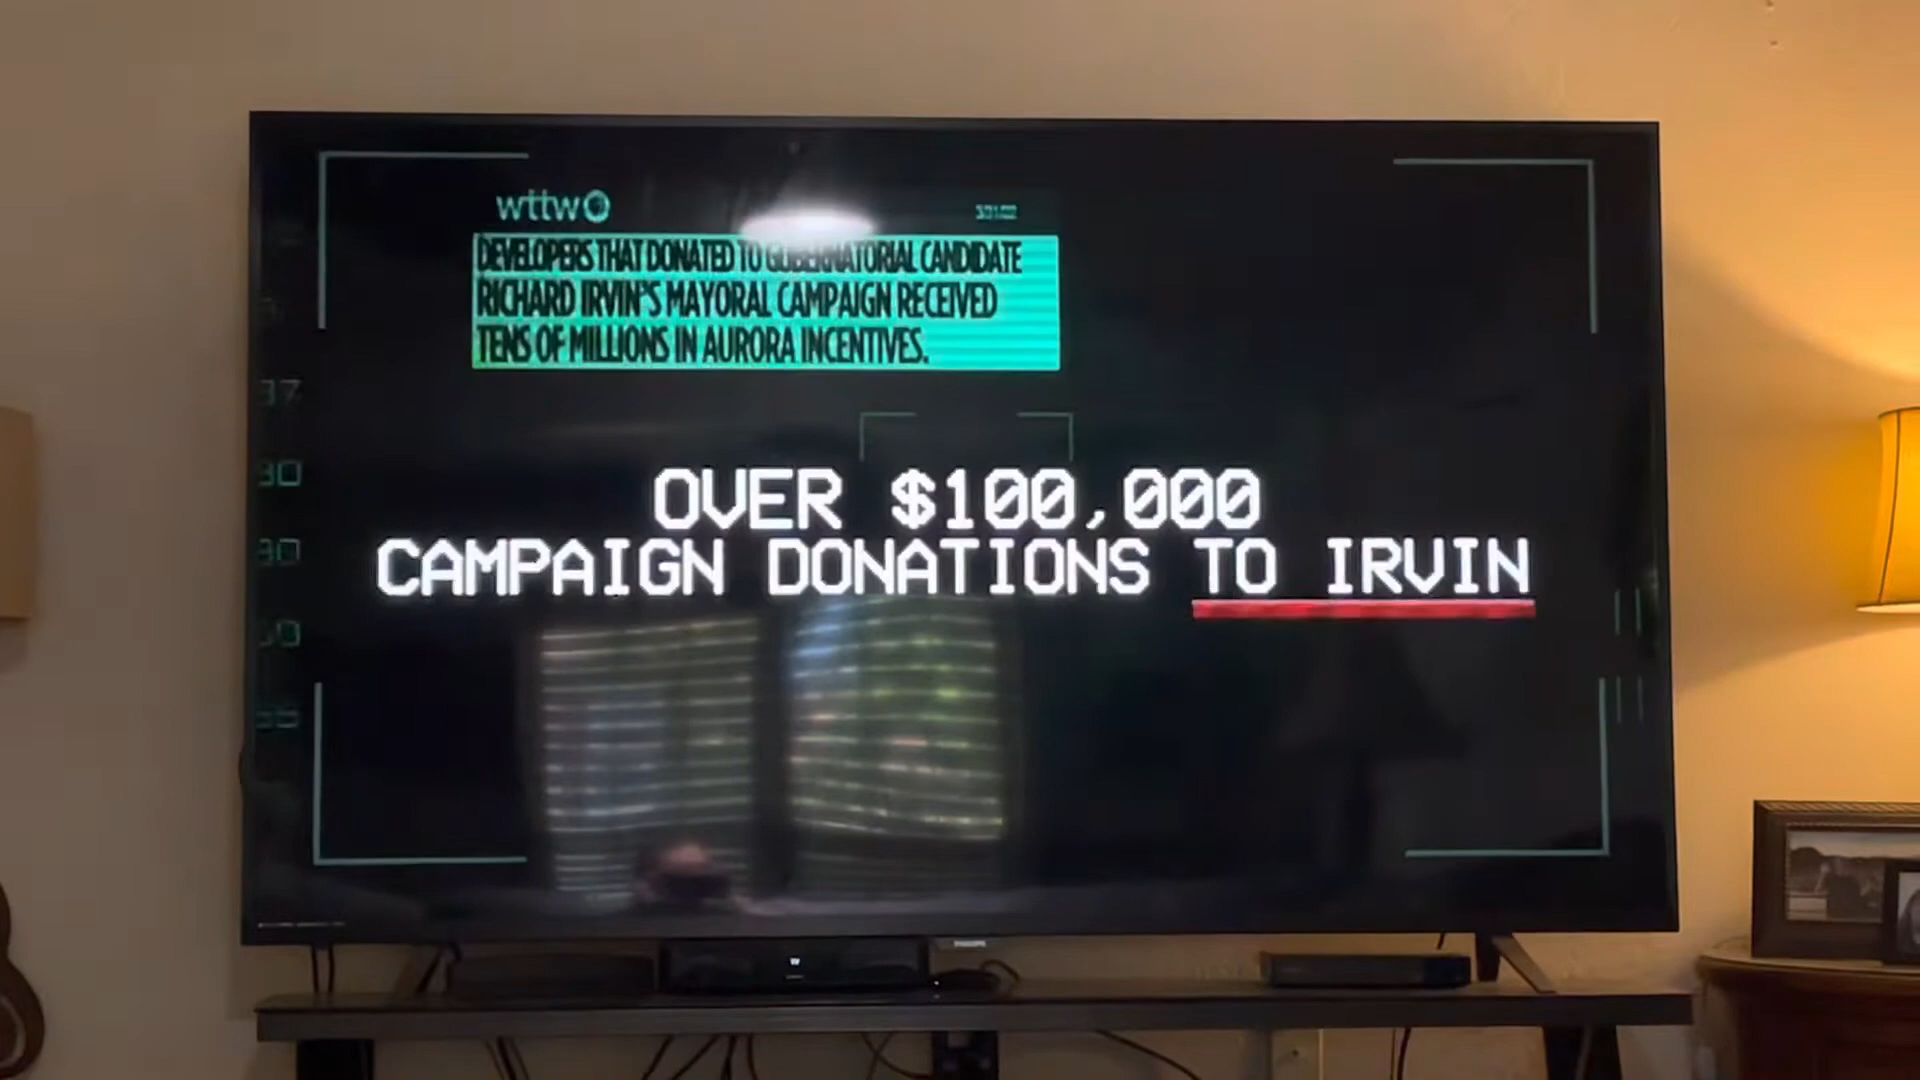 wttw
DEVELOPERS THAT DONATED TO GUBERNATORIAL CANDIDATE
RICHARD IRVIN'S MAYORAL CAMPAIGN RECEIVED
TENS OF MILLIONS IN AURORA INCENTIVES.
OVER $100,000
CAMPAIGN DONATIONS TO IRVIN
PHILIPS